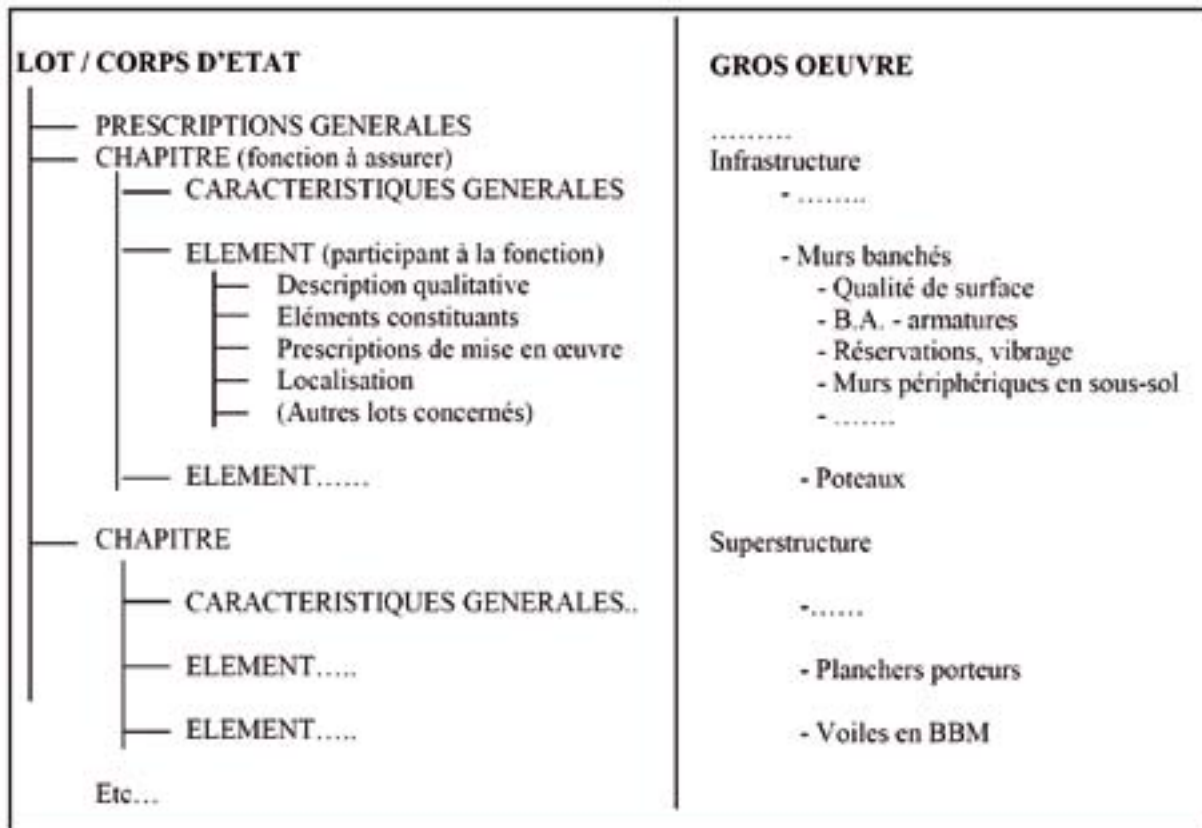 LOT / CORPS D'ETAT
PRESCRIPTIONS GENERALES
CHAPITRE (fonction à assurer)
CARACTERISTIQUES GENERALES
ELEMENT (participant à la fonction)
Description qualitative
Eléments constituants
Prescriptions de mise en œuvre
Localisation
(Autres lots concernés)
ELEMENT......
CHAPITRE
CARACTERISTIQUES GENERALES..
ELEMENT.....
ELEMENT.....
Etc...
GROS OEUVRE
.........
Infrastructure
- ........
- Murs banchés
- Qualité de surface
- B.A. - armatures
- Réservations, vibrage
- Murs périphériques en sous-sol
- .......
- Poteaux
Superstructure
-......
- Planchers porteurs
- Voiles en BBM